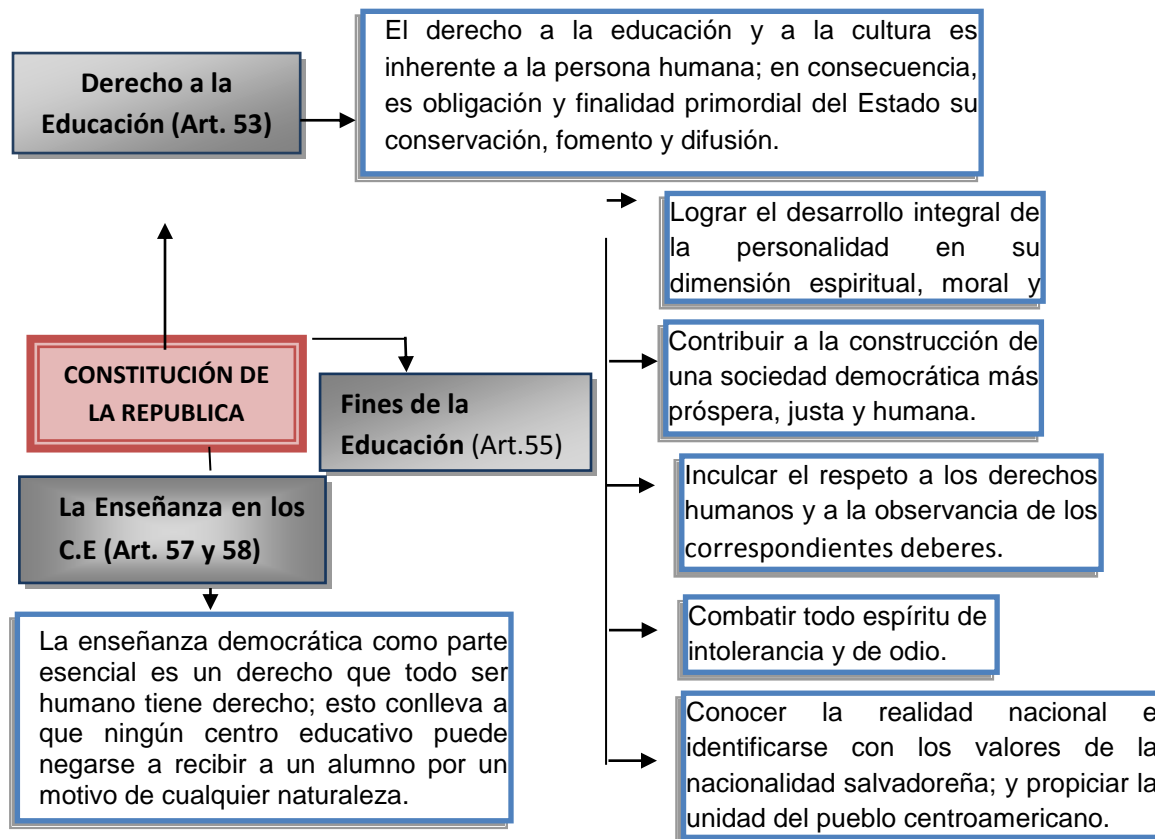 Derecho a la
Educación (Art. 53)
El derecho a la educación y a la cultura es
inherente a la persona humana; en consecuencia,
es obligación y finalidad primordial del Estado su
conservación, fomento y difusión.
CONSTITUCIÓN DE
LA REPUBLICA
Fines de la
Educación (Art.55)
Lograr el desarrollo integral de
la personalidad en su
dimensión espiritual, moral y
Contribuir a la construcción de
una sociedad democrática más
próspera, justa y humana.
Inculcar el respeto a los derechos
humanos y a la observancia de los
correspondientes deberes.
Combatir todo espíritu de
intolerancia y de odio.
Conocer la realidad nacional e
identificarse con los valores de la
nacionalidad salvadoreña; y propiciar la
unidad del pueblo centroamericano.
La Enseñanza en los
C.E (Art. 57 y 58)
La enseñanza democrática como parte
esencial es un derecho que todo ser
humano tiene derecho; esto conlleva a
que ningún centro educativo puede
negarse a recibir a un alumno por un
motivo de cualquier naturaleza.